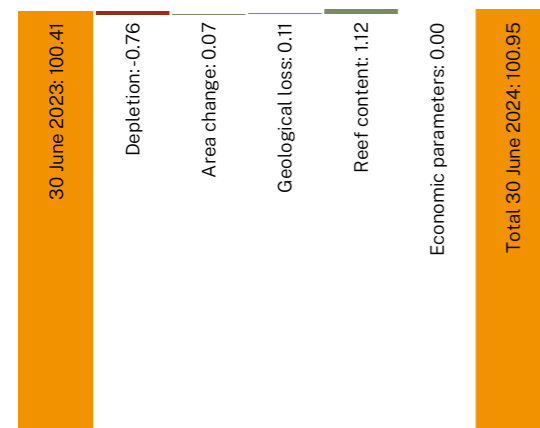 30 June 2023: 100.41
Depletion: -0.76
Area change: 0.07
Geological loss: 0.11
Reef content: 1.12
Economic parameters: 0.00
Total 30 June 2024: 100.95